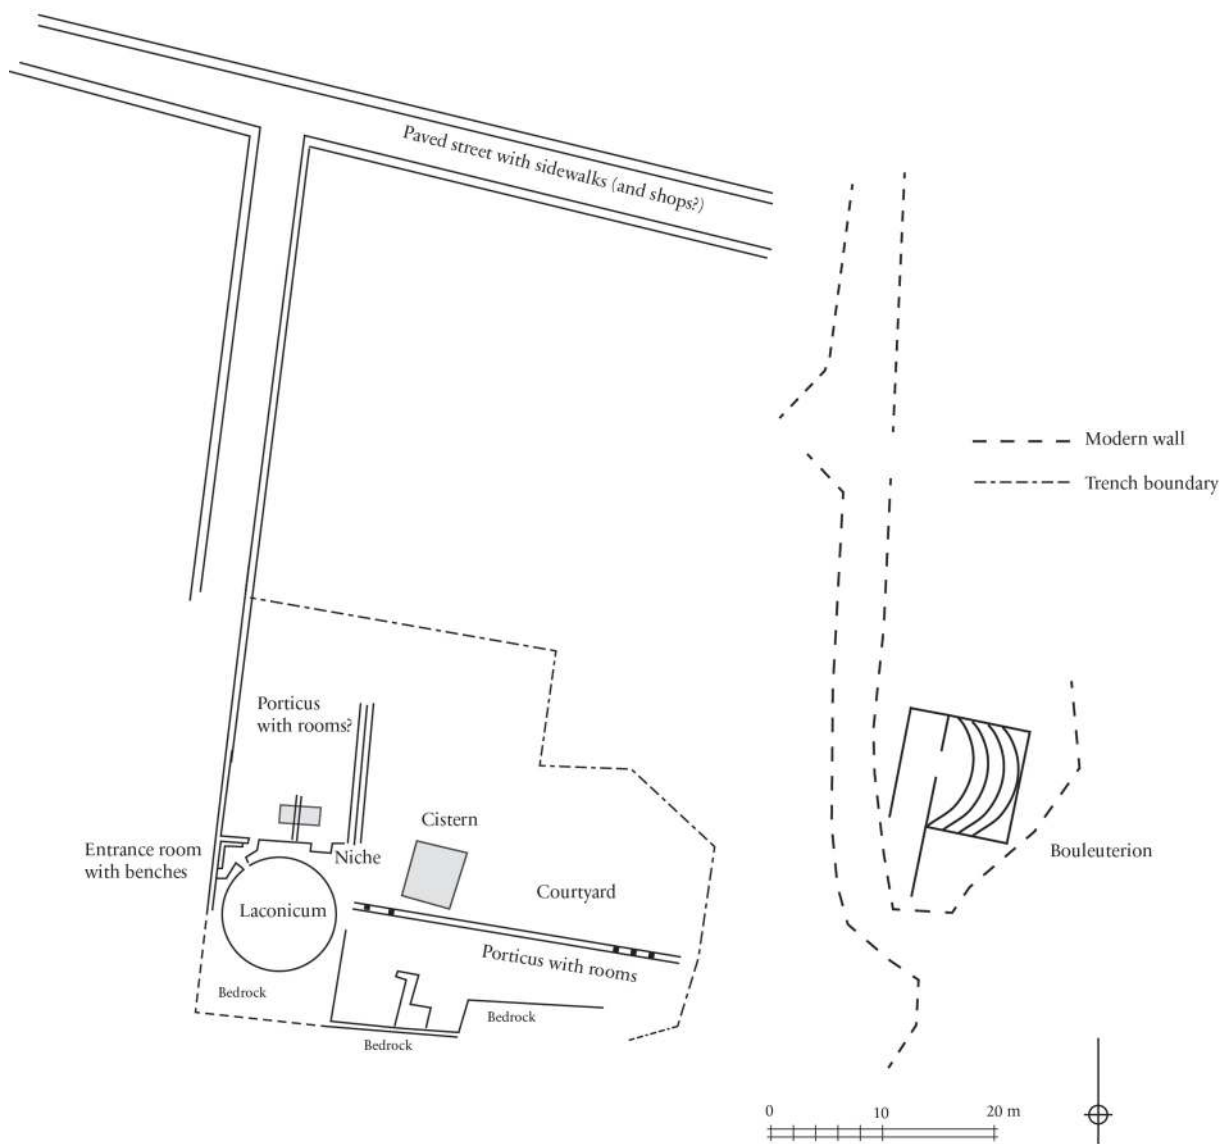 Paved street with sidewalks (and shops?)
Modern wall
Trench boundary
Porticus
with rooms?
Cistern
Entrance room
with benches
Niche
Bouleuterion
Courtyard
Laconicum
Porticus with rooms
Bedrock
Bedrock
Bedrock
0 10 20 m